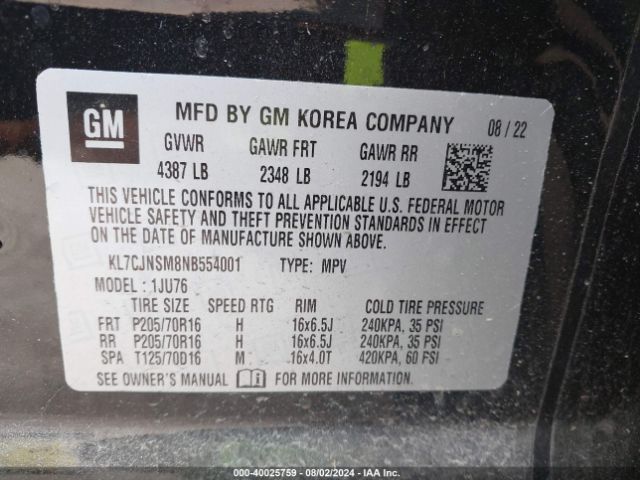 GM MFD BY GM KOREA COMPANY 08 / 22
GVWR GAWR FRT GAWR RR
4387 LB 2348 LB 2194 LB
THIS VEHICLE CONFORMS TO ALL APPLICABLE U.S. FEDERAL MOTOR
VEHICLE SAFETY AND THEFT PREVENTION STANDARDS IN EFFECT
ON THE DATE OF MANUFACTURE SHOWN ABOVE.
KL7CJNSM8NB554001 TYPE: MPV
MODEL : 1JU76
TIRE SIZE SPEED RTG RIM COLD TIRE PRESSURE
FRT P205/70R16 H 16x6.5J 240KPA, 35 PSI
RR P205/70R16 H 16x6.5J 240KPA, 35 PSI
SPA T125/70D16 M 16x4.0T 420KPA, 60 PSI
SEE OWNER'S MANUAL FOR MORE INFORMATION
000-40025759 - 08/02/2024 - IAA Inc.